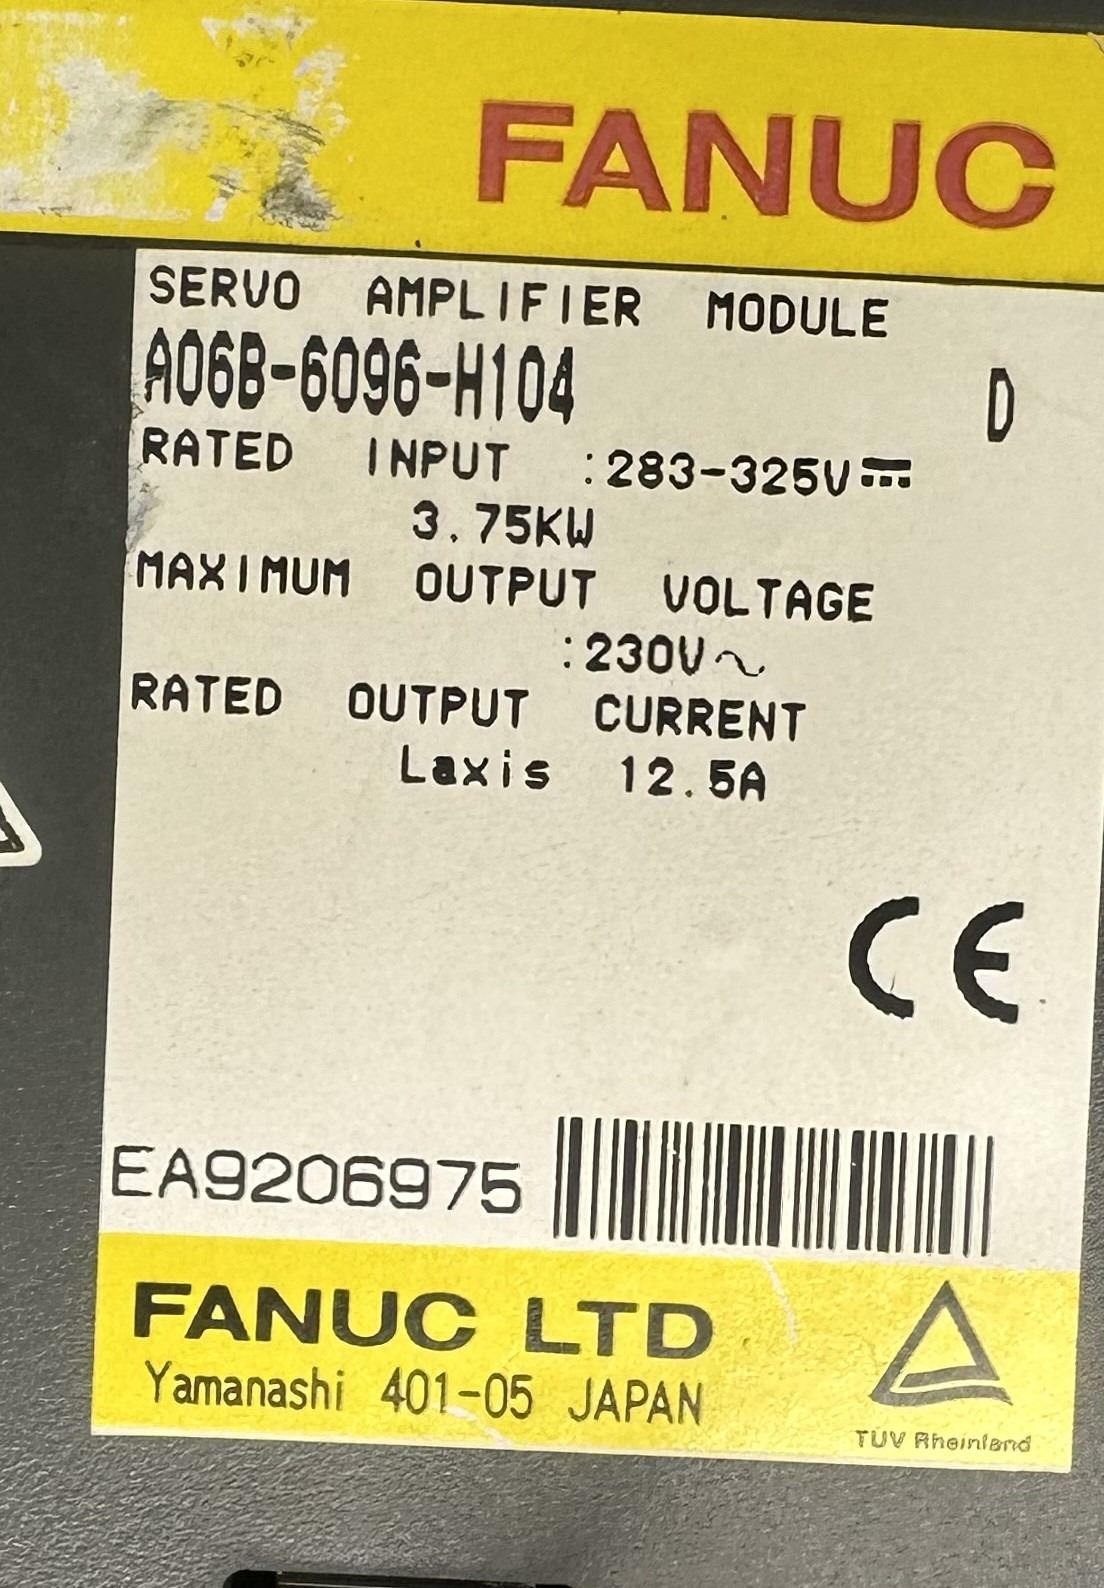 FANUC
SERVO AMPLIFIER MODULE
A06B-6096-H104 D
RATED INPUT :283-325V⎓
3.75KW
MAXIMUM OUTPUT VOLTAGE
:230V~
RATED OUTPUT CURRENT
Laxis 12.5A
CE
EA9206975
FANUC LTD
Yamanashi 401-05 JAPAN
TUV Rheinland